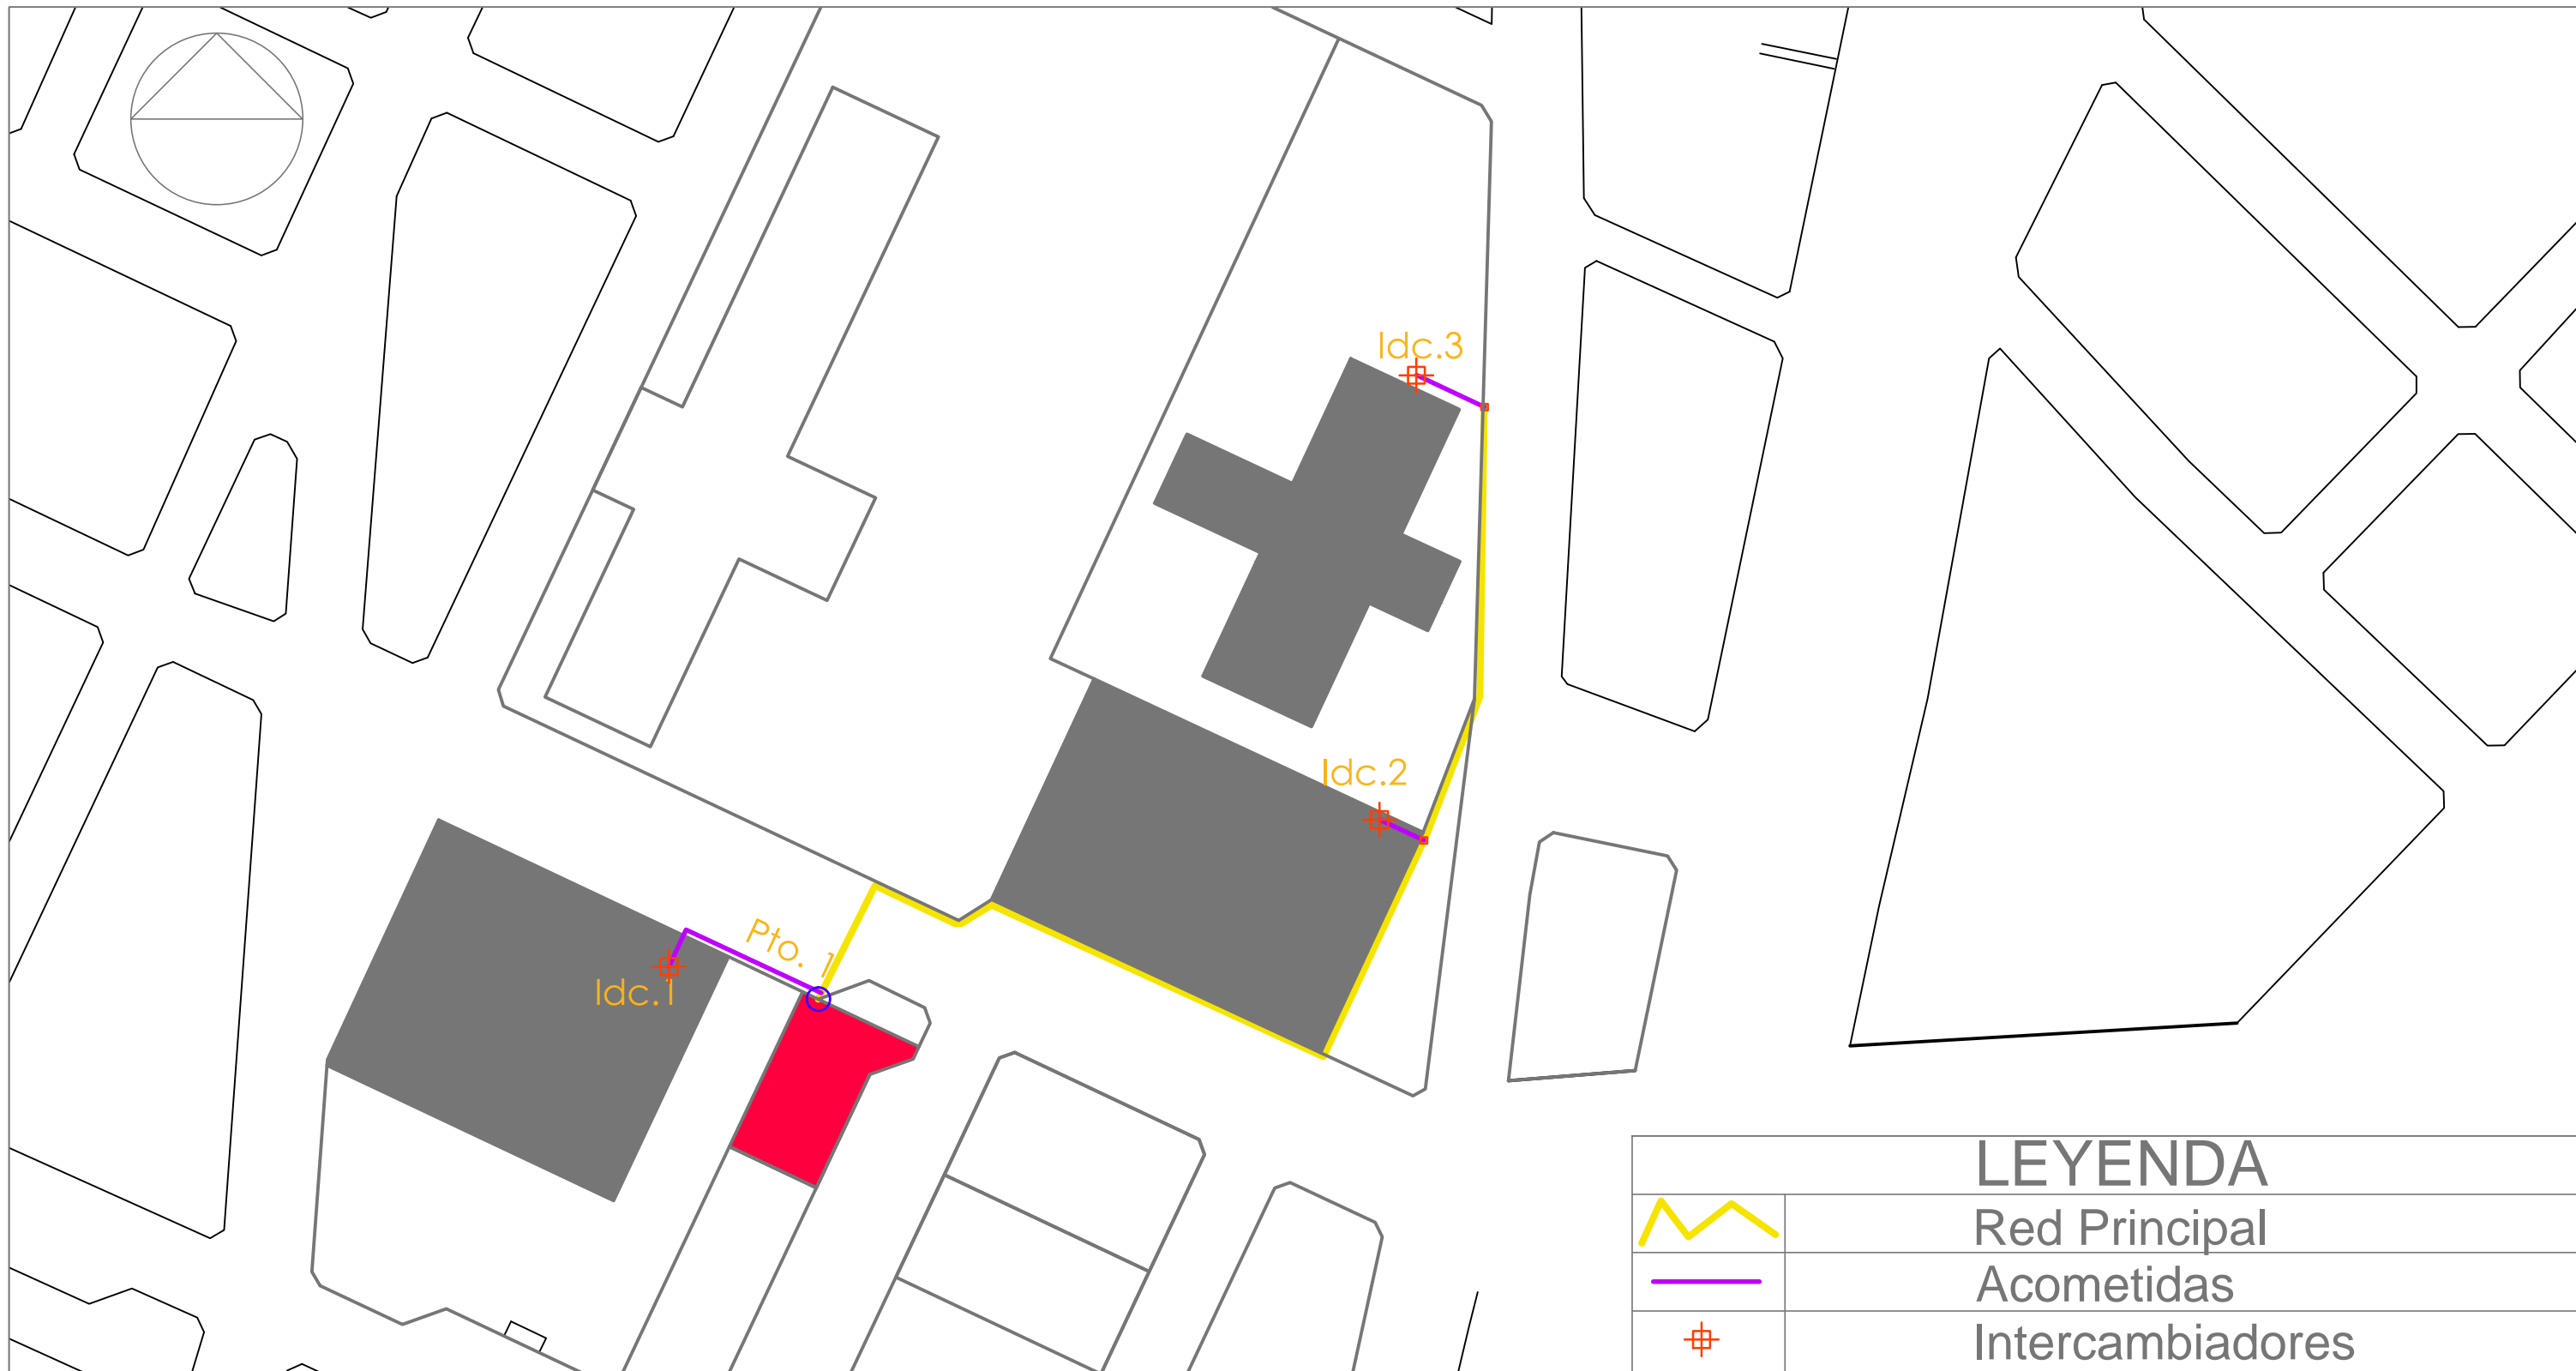 Idc.3
Idc.2
Pto. 1
Idc.1
LEYENDA
Red Principal
Acometidas
Intercambiadores